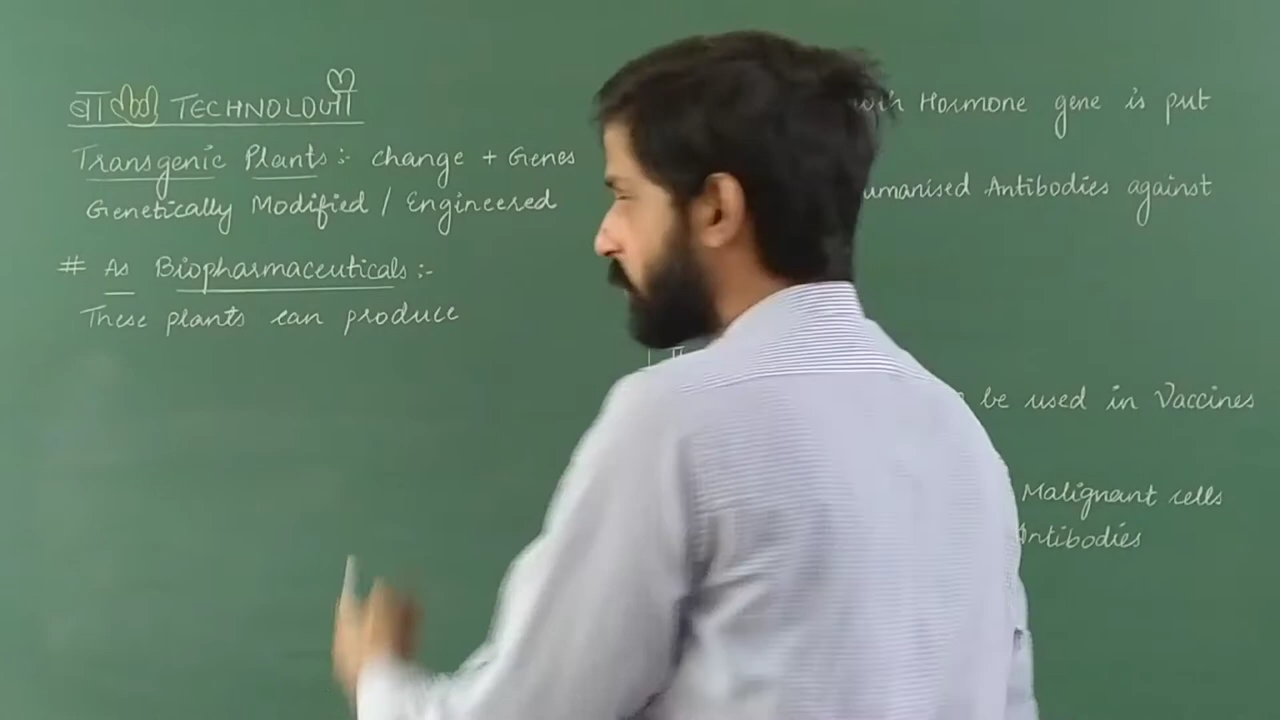 TECHNOLOGY
Transgenic Plants :- change + Genes
Genetically Modified / Engineered
# As Biopharmaceuticals :-
These plants can produce
Hormone gene is put
Antibodies against
be used in Vaccines
Malignant cells
Antibodies